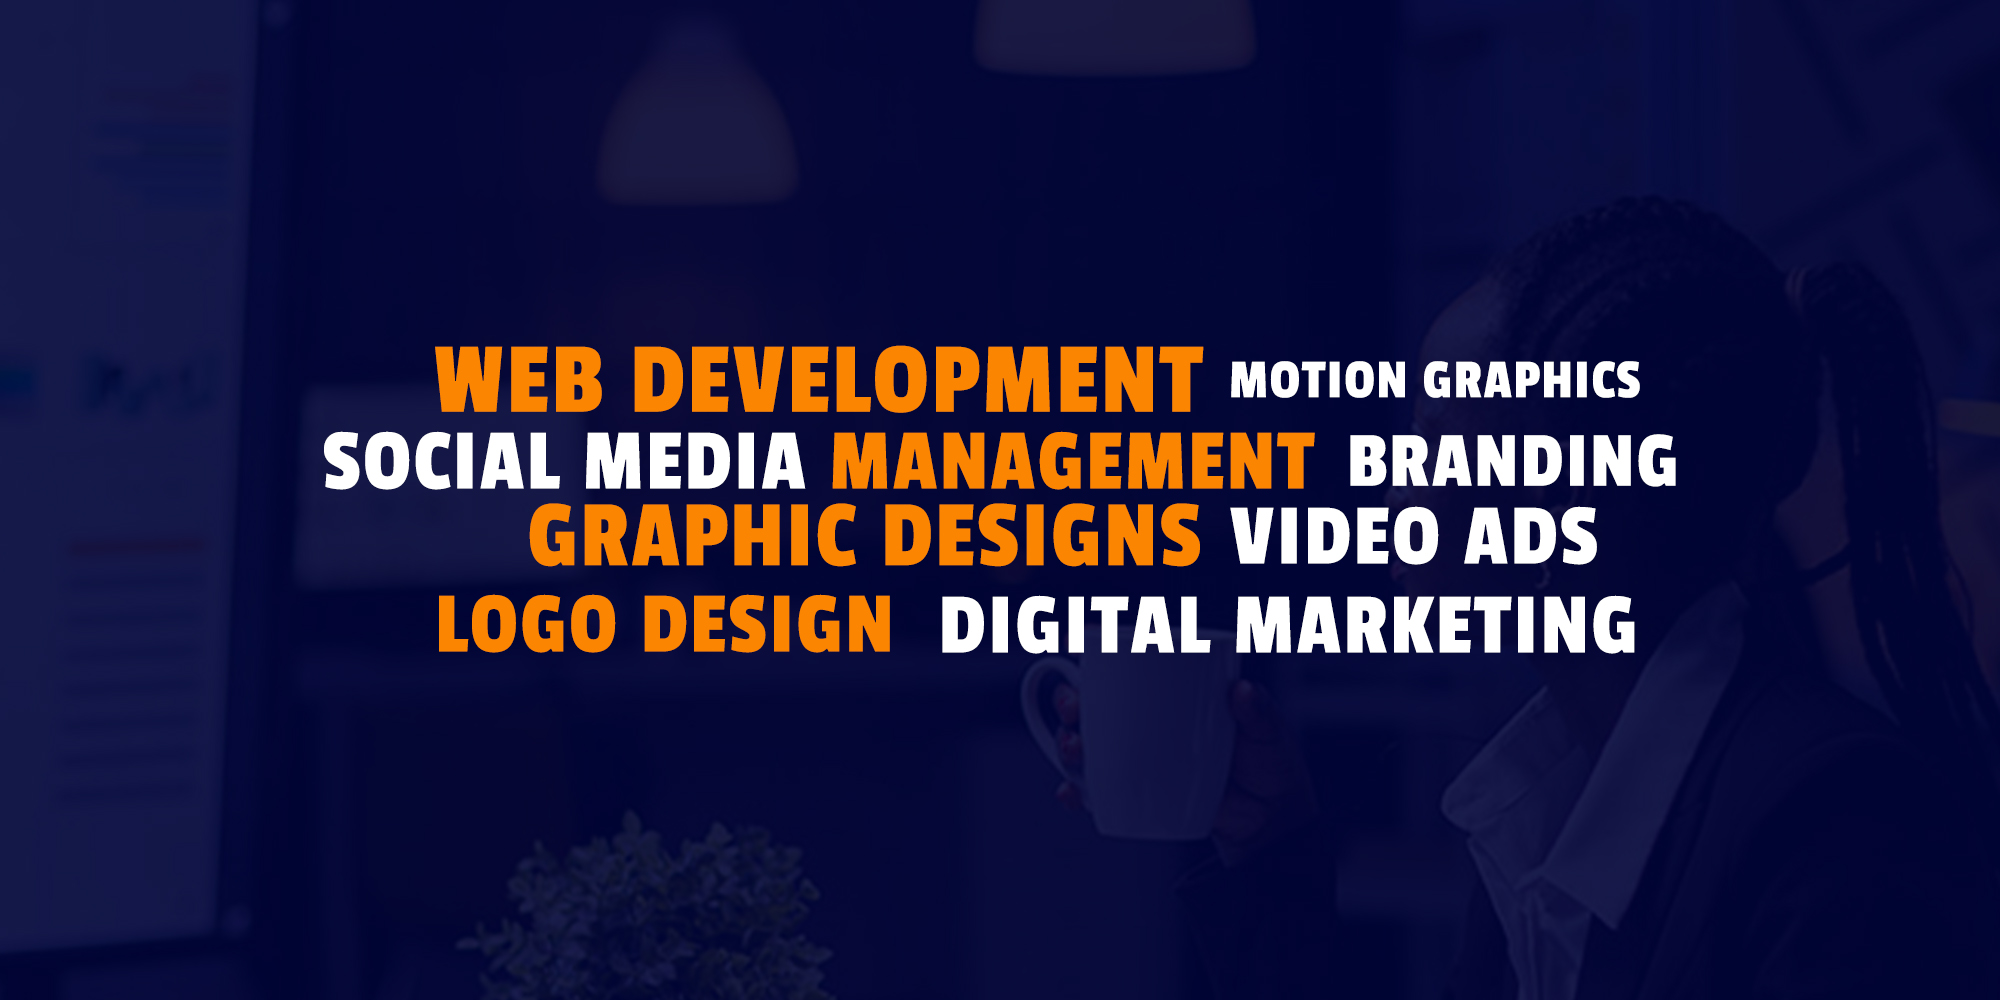 WEB DEVELOPMENT MOTION GRAPHICS
SOCIAL MEDIA MANAGEMENT BRANDING
GRAPHIC DESIGNS VIDEO ADS
LOGO DESIGN DIGITAL MARKETING